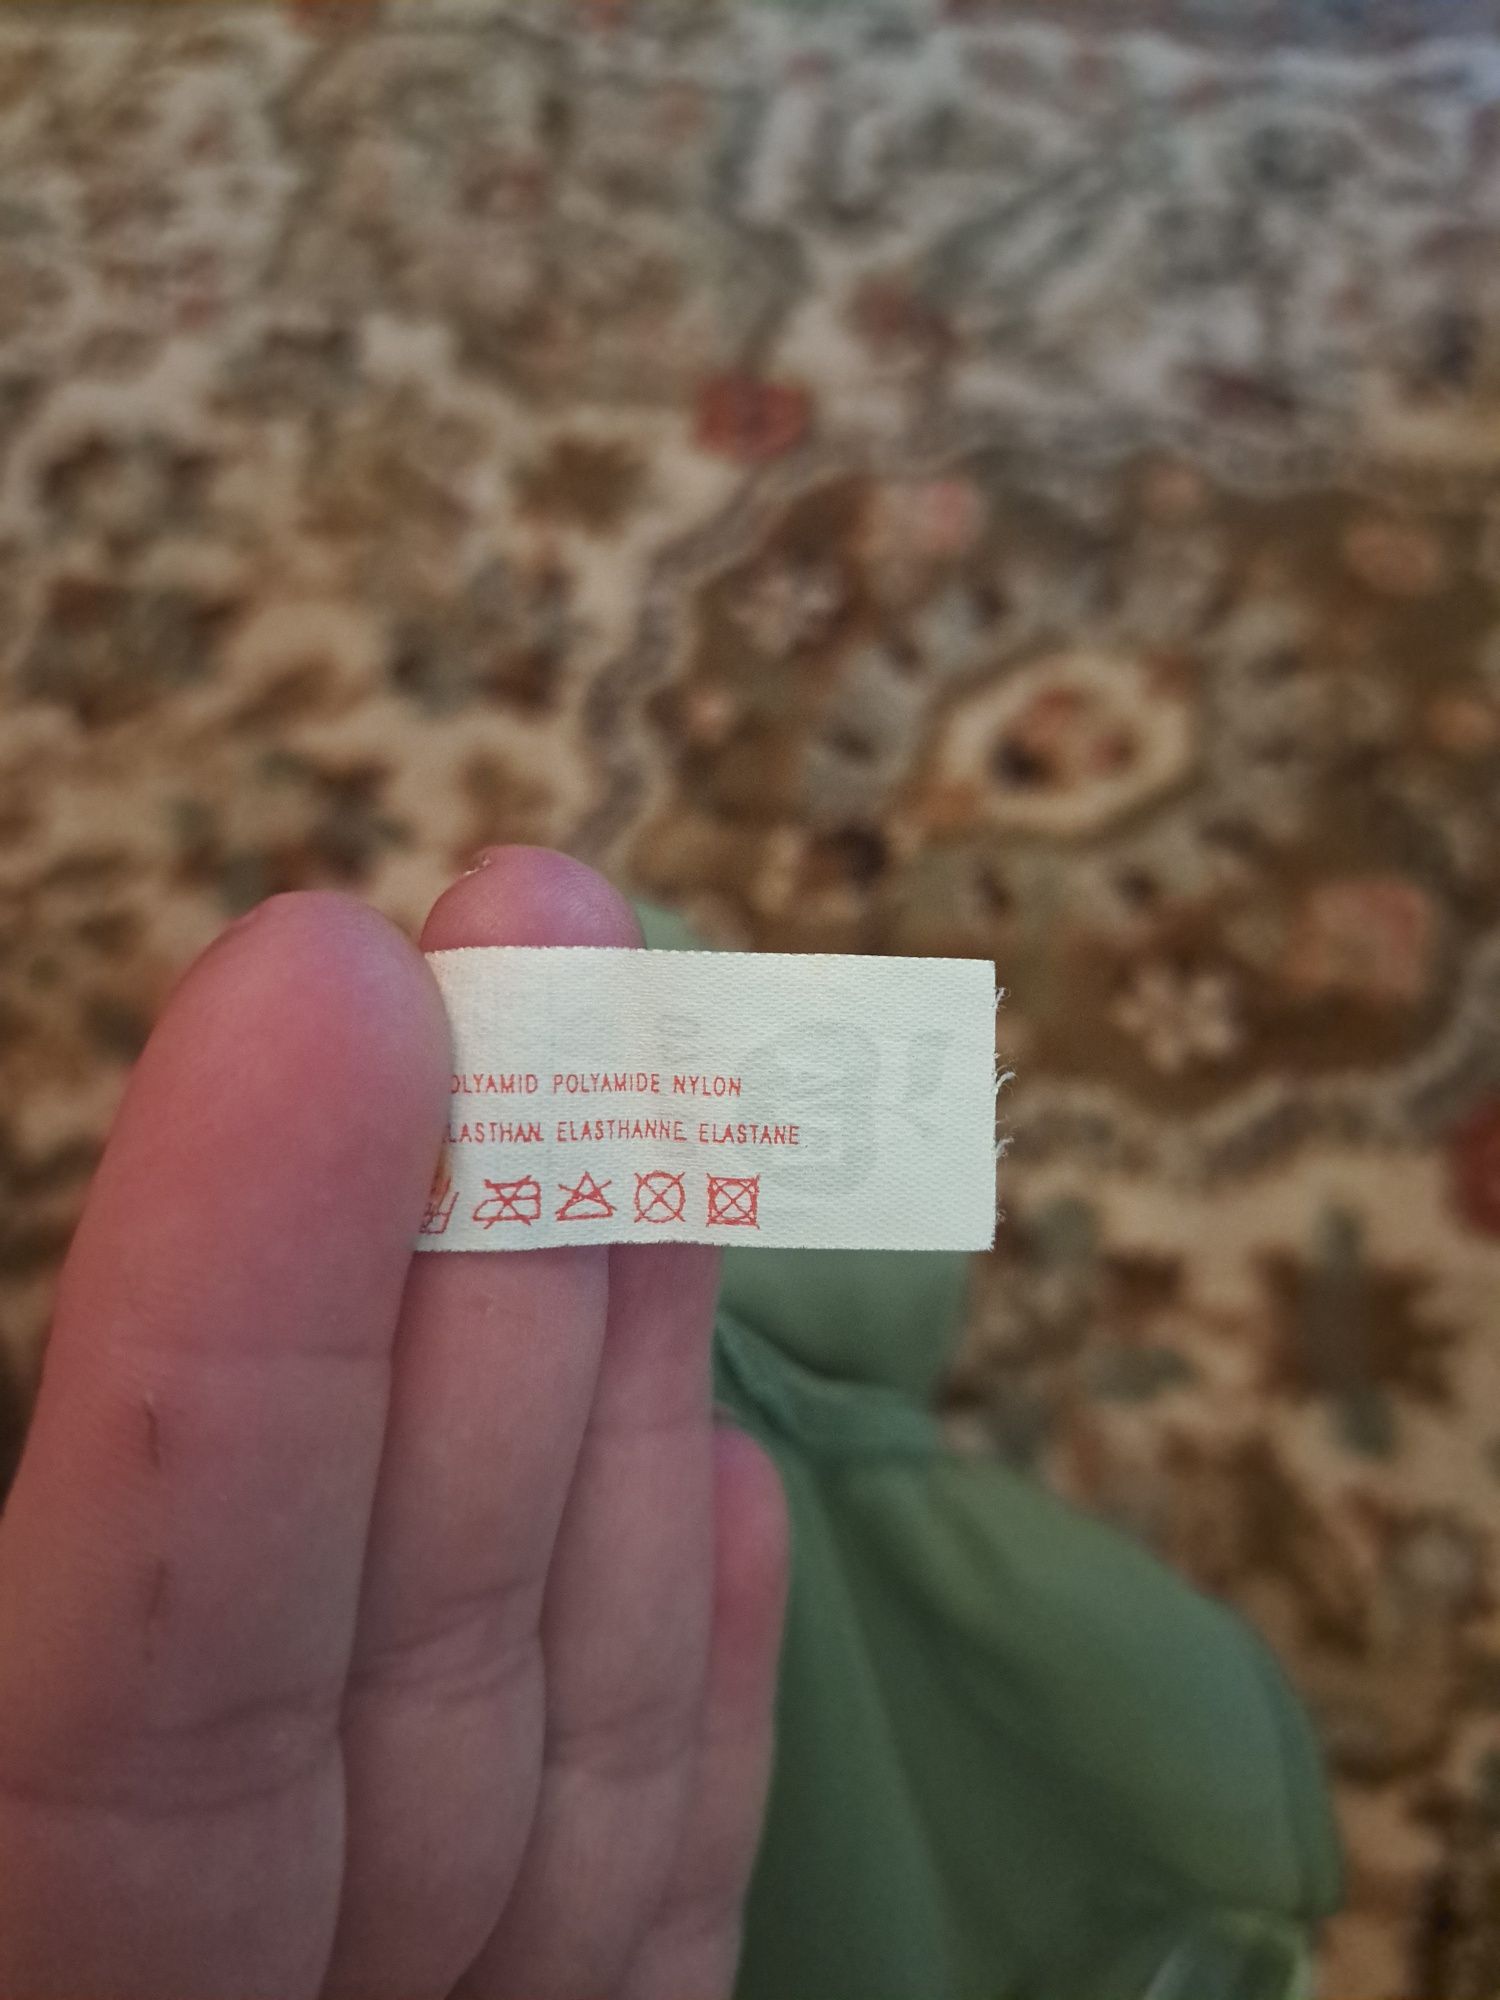 OLYAMID POLYAMIDE NYLON
LASTHAN ELASTHANNE ELASTANE